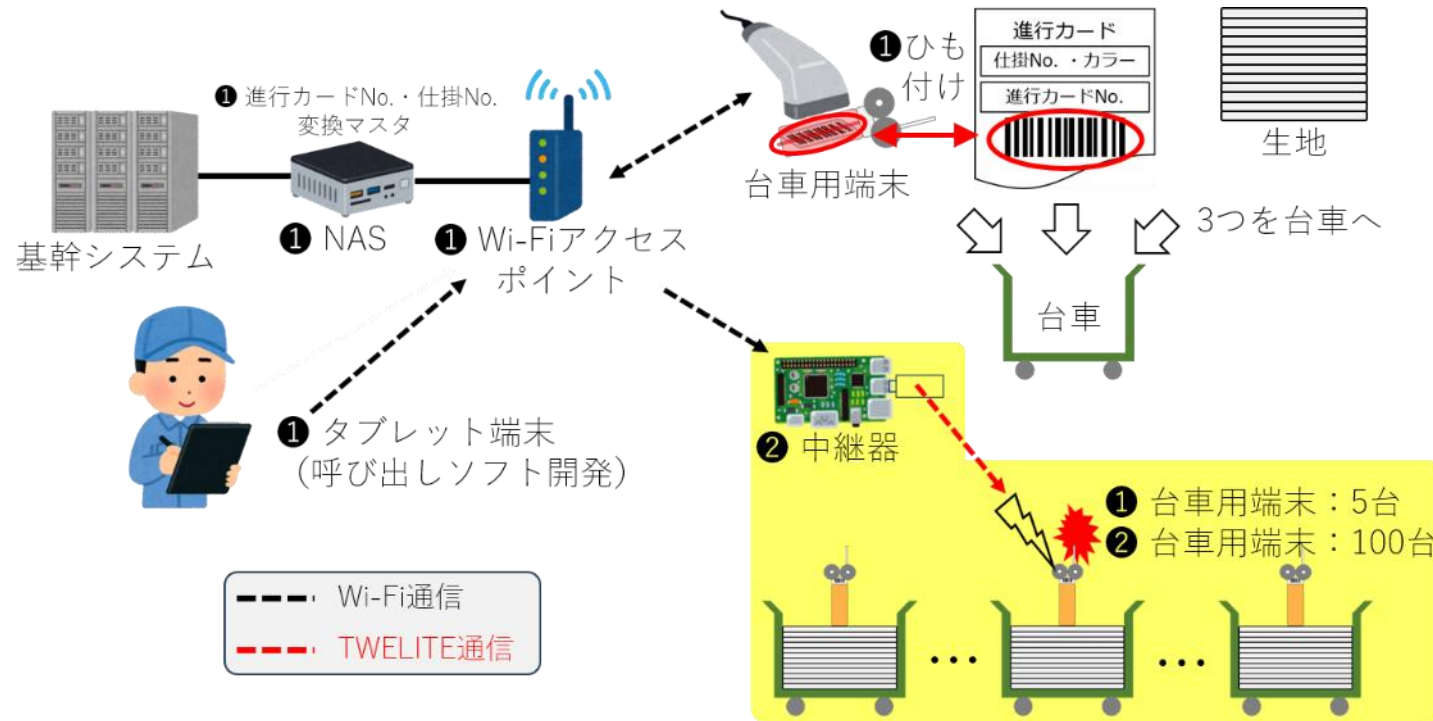 ❶ 進行カードNo.・仕掛No.
変換マスタ
基幹システム
❶ NAS
❶ Wi-Fiアクセス
ポイント
❶ひも
付け
台車用端末
進行カード
仕掛No. ・カラー
進行カードNo.
生地
3つを台車へ
台車
❶ タブレット端末
(呼び出しソフト開発)
❷ 中継器
❶ 台車用端末：5台
❷ 台車用端末：100台
Wi-Fi通信
TWELITE通信